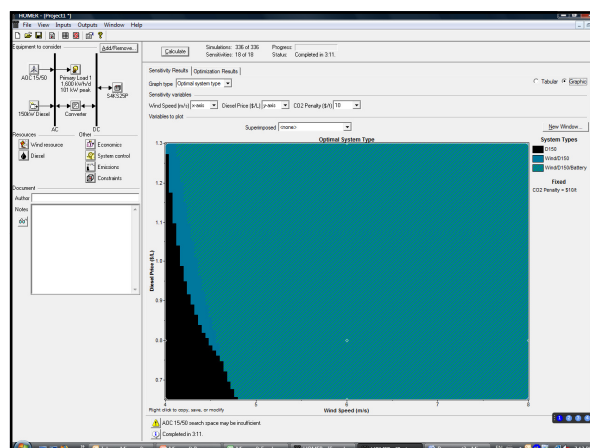 HOMER - [Project1 *]
File View Inputs Outputs Window Help
Equipment to consider
Add/Remove...
Calculate
Simulations: 336 of 336
Progress:
Sensitivities: 18 of 18
Status: Completed in 3:11.
AOC 15/50
Primary Load 1
1,600 kWh/d
101 kW peak
S4KS25P
150kW Diesel
Converter
AC
DC
Resources
Other
Wind resource
Economics
Diesel
System control
Emissions
Constraints
Document
Author
Notes
Sensitivity Results
Optimization Results
Graph type
Optimal system type
Tabular
Graphic
Sensitivity variables
Wind Speed (m/s)
x-axis
Diesel Price ($/L)
y-axis
CO2 Penalty ($/t)
10
Variables to plot
Superimposed
<none>
New Window...
Optimal System Type
System Types
D150
Wind/D150
Wind/D150/Battery
Fixed
CO2 Penalty = $10/t
Diesel Price ($/L)
1.3
1.2
1.1
1.0
0.9
0.8
0.7
4
5
6
7
8
Wind Speed (m/s)
Right click to copy, save, or modify
AOC 15/50 search space may be insufficient.
Completed in 3:11.